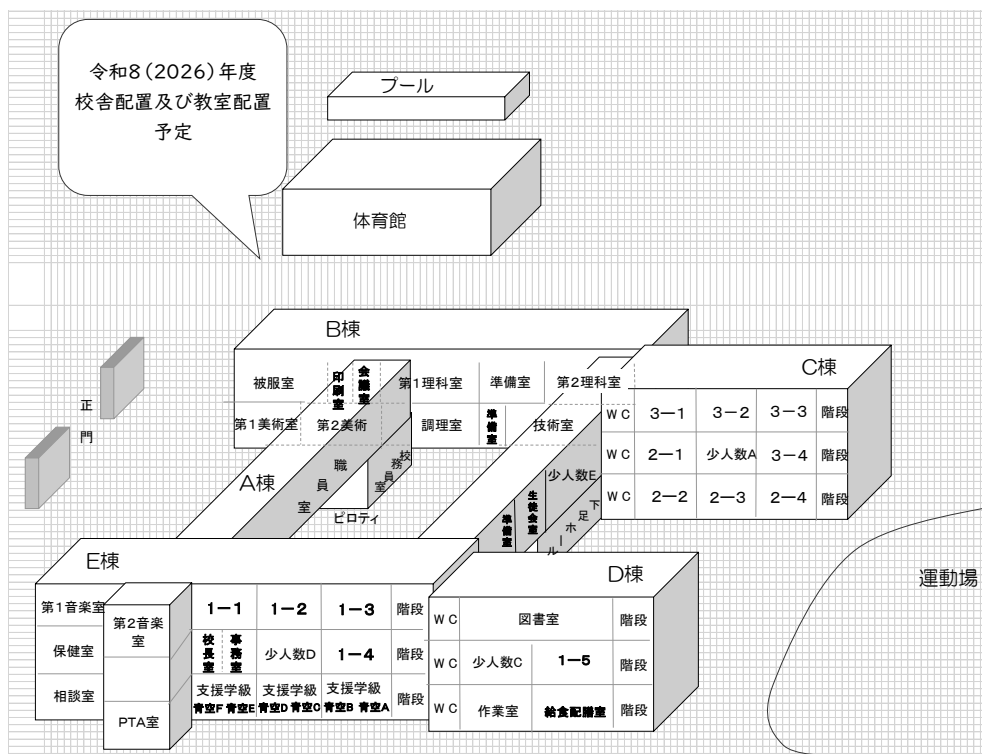 令和8(2026)年度
校舎配置及び教室配置
予定
プール
体育館
B棟
被服室
印刷室
会議室
第1理科室
準備室
第2理科室
第1美術室
第2美術
調理室
準備室
技術室
正門
C棟
WC
3ー1
3-2
3-3
階段
WC
2ー1
少人数A
3-4
階段
WC
2ー2
2ー3
2-4
階段
A棟
職員室
校務員室
ピロティ
少人数E
生徒会室
準備室
下足ホール
運動場
E棟
第1音楽室
1ー1
1ー2
1ー3
階段
第2音楽室
保健室
校長室
事務室
少人数D
1ー4
階段
相談室
支援学級
青空F 青空E
支援学級
青空D 青空C
支援学級
青空B 青空A
階段
PTA室
D棟
WC
図書室
階段
WC
少人数C
1ー5
階段
WC
作業室
給食配膳室
階段